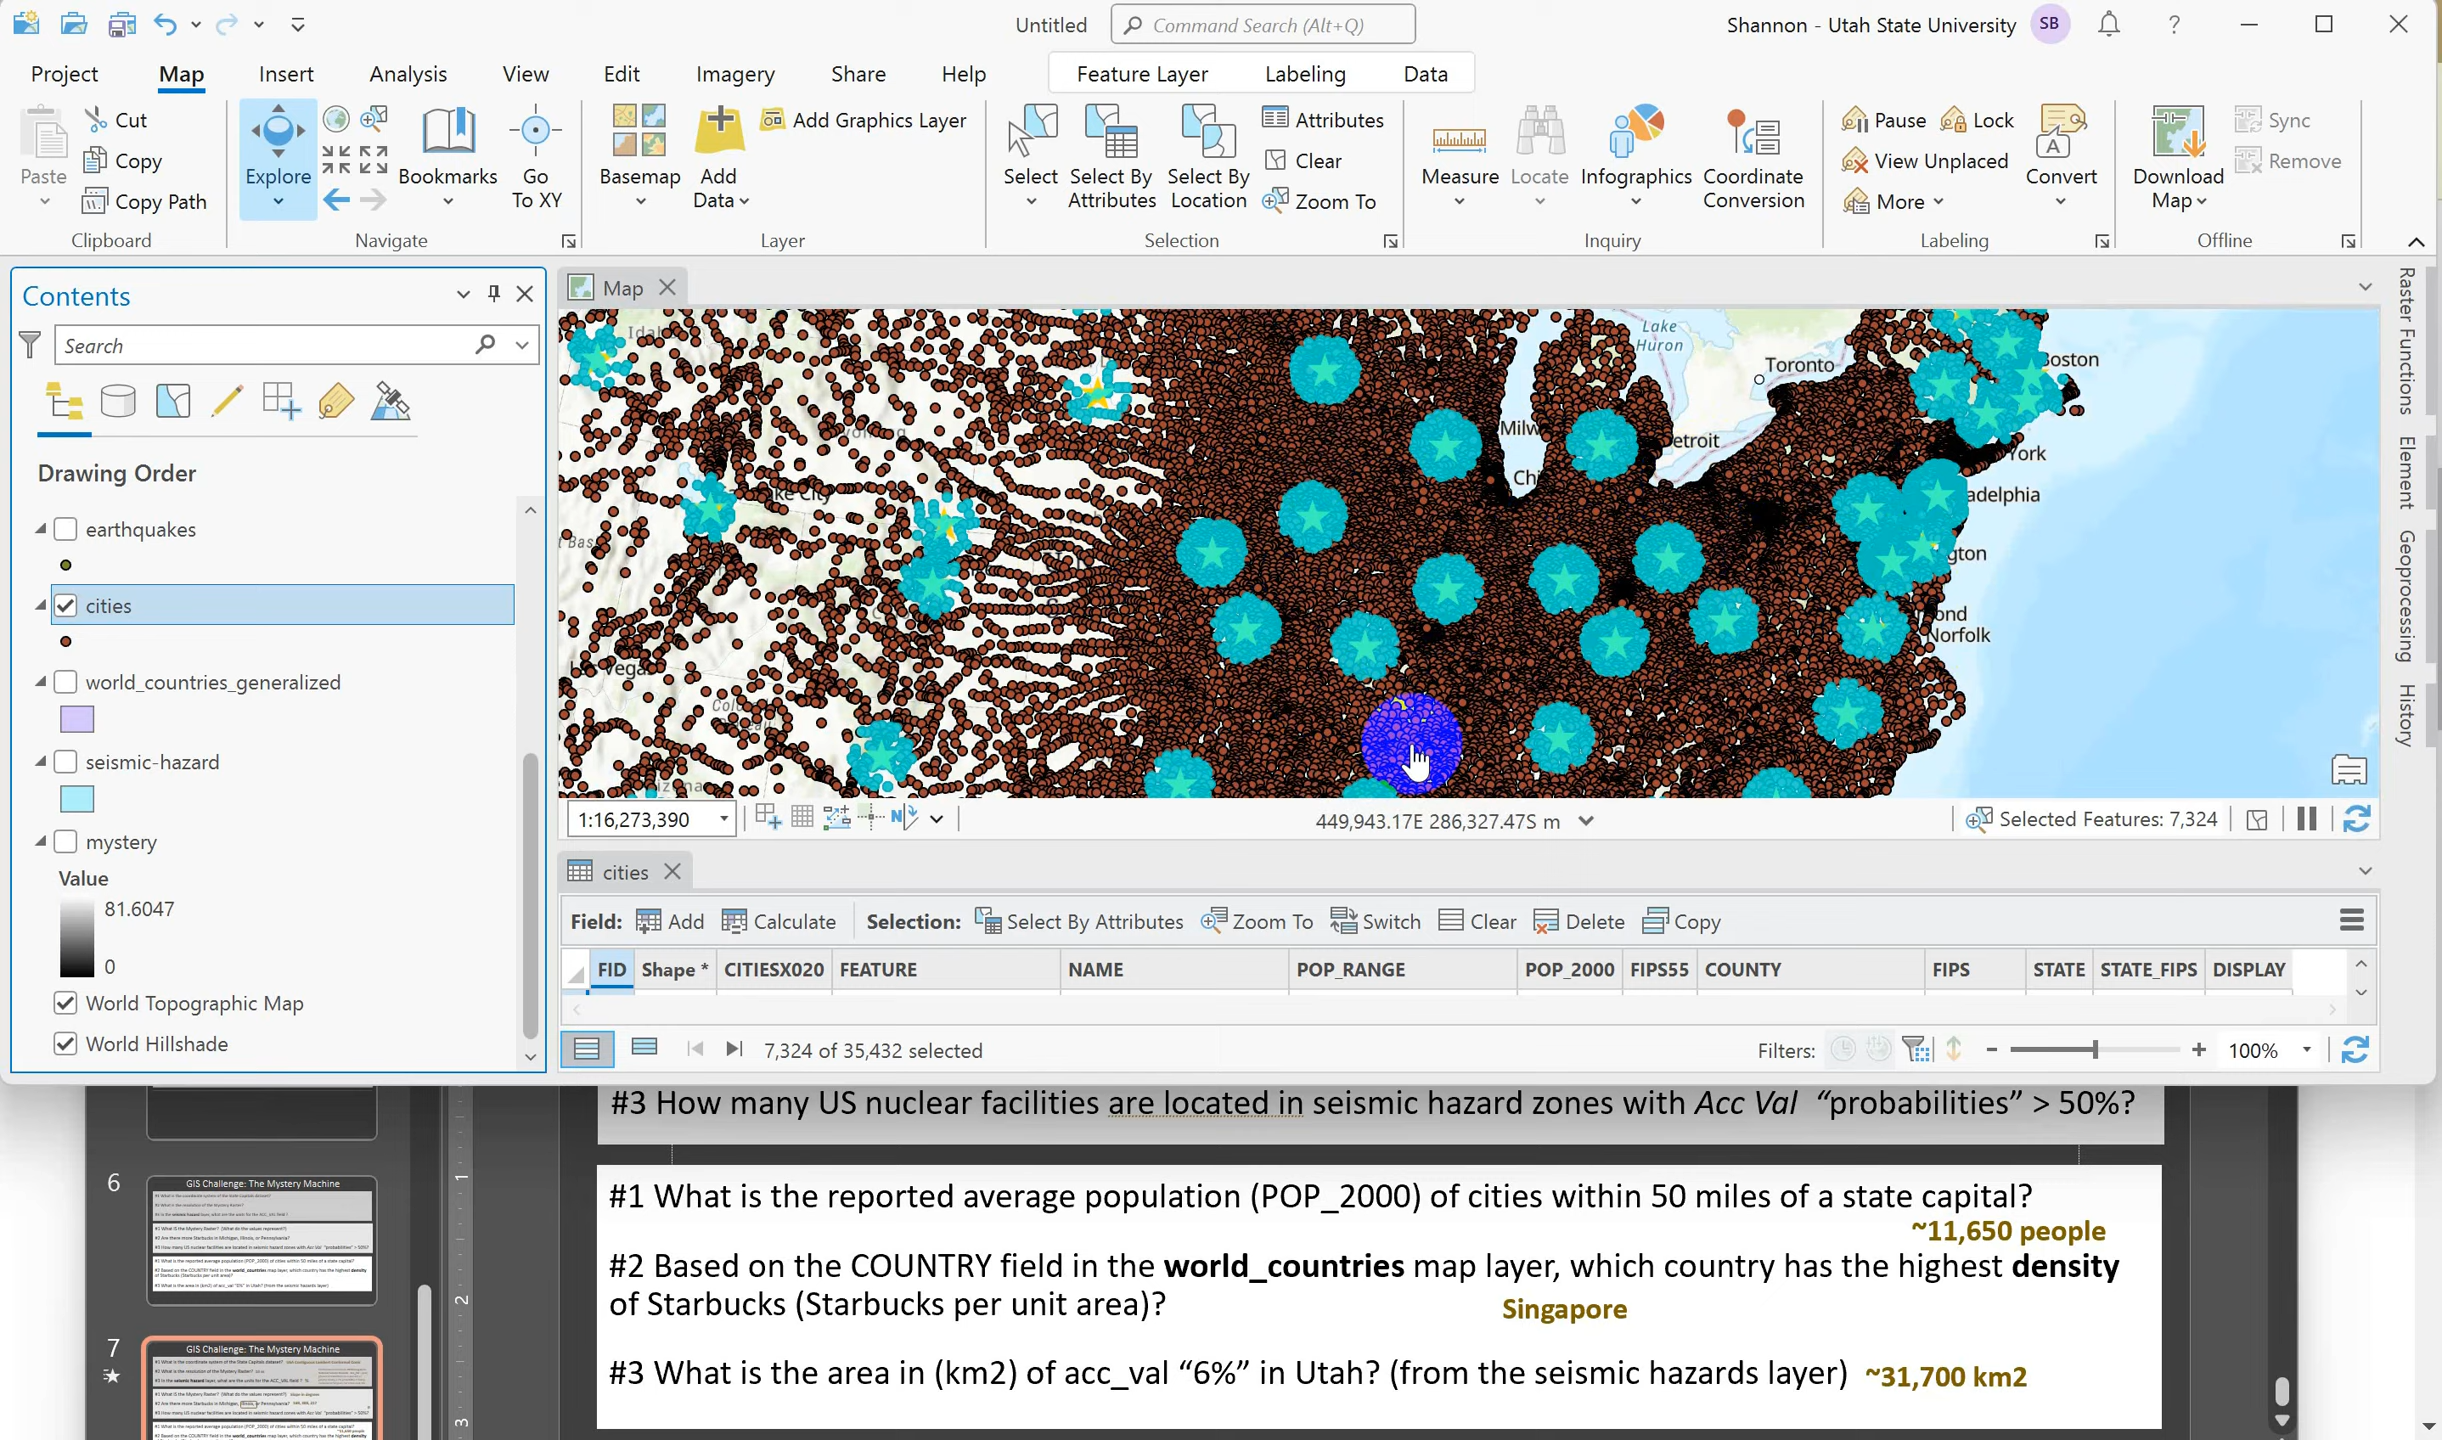 Untitled
Command Search (Alt+Q)
Shannon - Utah State University
SB
Project
Map
Insert
Analysis
View
Edit
Imagery
Share
Help
Feature Layer
Labeling
Data
Paste
Cut
Copy
Copy Path
Clipboard
Explore
Bookmarks
Go
To XY
Navigate
Basemap
Add
Data
Add Graphics Layer
Layer
Select
Select By
Attributes
Select By
Location
Attributes
Clear
Zoom To
Selection
Measure
Locate
Infographics
Coordinate
Conversion
Inquiry
Pause
Lock
View Unplaced
More
Convert
Labeling
Download
Map
Sync
Remove
Offline
Contents
Search
Drawing Order
earthquakes
cities
world_countries_generalized
seismic-hazard
mystery
Value
81.6047
0
World Topographic Map
World Hillshade
Map
Lake
Huron
Toronto
Boston
Milw
etroit
Chi
York
adelphia
gton
ond
Norfolk
ake City
Vegas
1:16,273,390
449,943.17E 286,327.47S m
Selected Features: 7,324
Raster Functions
Element
Geoprocessing
History
cities
Field:
Add
Calculate
Selection:
Select By Attributes
Zoom To
Switch
Clear
Delete
Copy
FID
Shape *
CITIESX020
FEATURE
NAME
POP_RANGE
POP_2000
FIPS55
COUNTY
FIPS
STATE
STATE_FIPS
DISPLAY
7,324 of 35,432 selected
Filters:
100%
#3 How many US nuclear facilities are located in seismic hazard zones with Acc Val “probabilities” > 50%?
#1 What is the reported average population (POP_2000) of cities within 50 miles of a state capital?
~11,650 people
#2 Based on the COUNTRY field in the world_countries map layer, which country has the highest density
of Starbucks (Starbucks per unit area)?
Singapore
#3 What is the area in (km2) of acc_val “6%” in Utah? (from the seismic hazards layer)
~31,700 km2
6
GIS Challenge: The Mystery Machine
7
GIS Challenge: The Mystery Machine
1
2
3